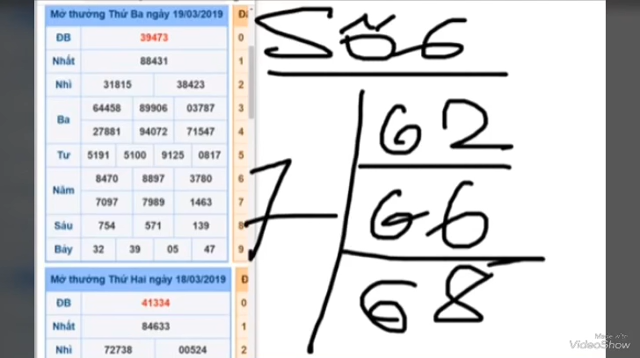 Mở thưởng Thứ Ba ngày 19/03/2019 Đ
ĐB 39473 0
Nhất 88431 1
Nhì 31815 38423 2
Ba 64458 89906 03787 3
27881 94072 71547 4
Tư 5191 5100 9125 0817 5
Năm 8470 8897 3780 6
7097 7989 1463 7
Sáu 754 571 139 8
Bảy 32 39 05 47 9
Mở thưởng Thứ Hai ngày 18/03/2019 Đ
ĐB 41334 0
Nhất 84633 1
Nhì 72738 00524 2
Số 6
62
7 66
68
Made with
VideoShow